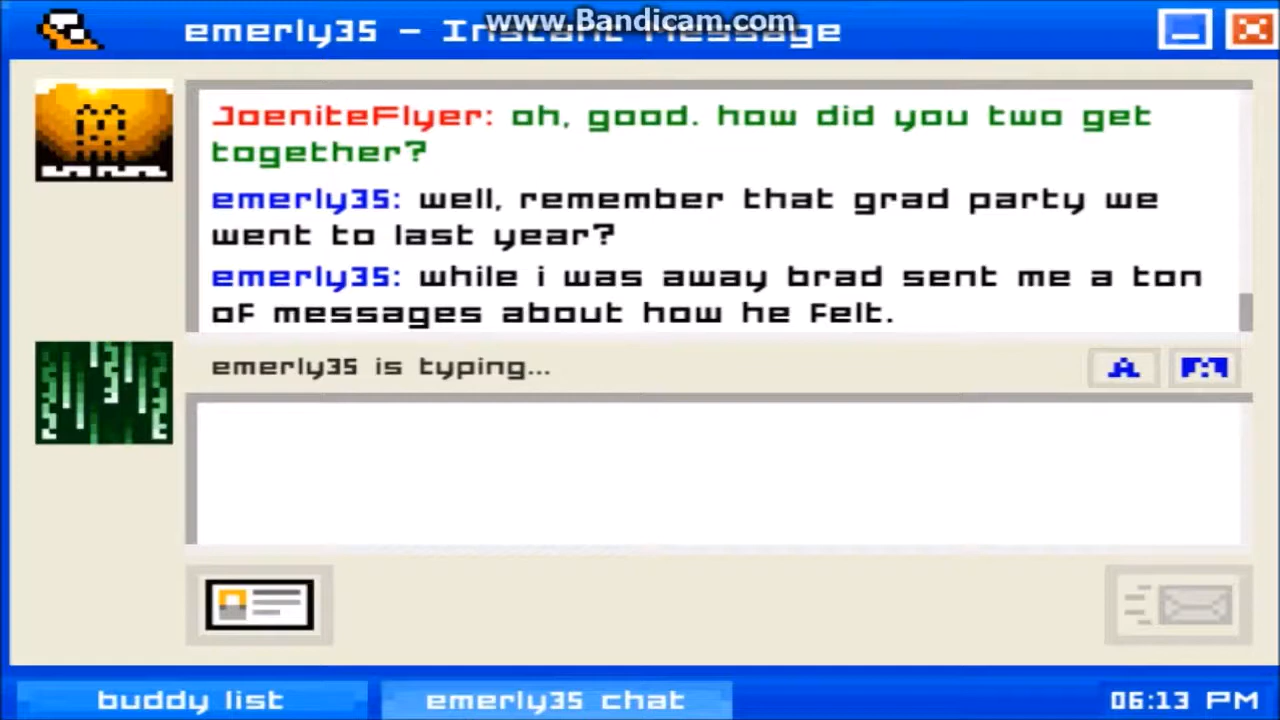 www.Bandicam.com
emerly35 - Instant Message
JoeniteFlyer: oh, good. how did you two get
together?
emerly35: well, remember that grad party we
went to last year?
emerly35: while i was away brad sent me a ton
of messages about how he felt.
emerly35 is typing...
A
buddy list
emerly35 chat
06:13 PM